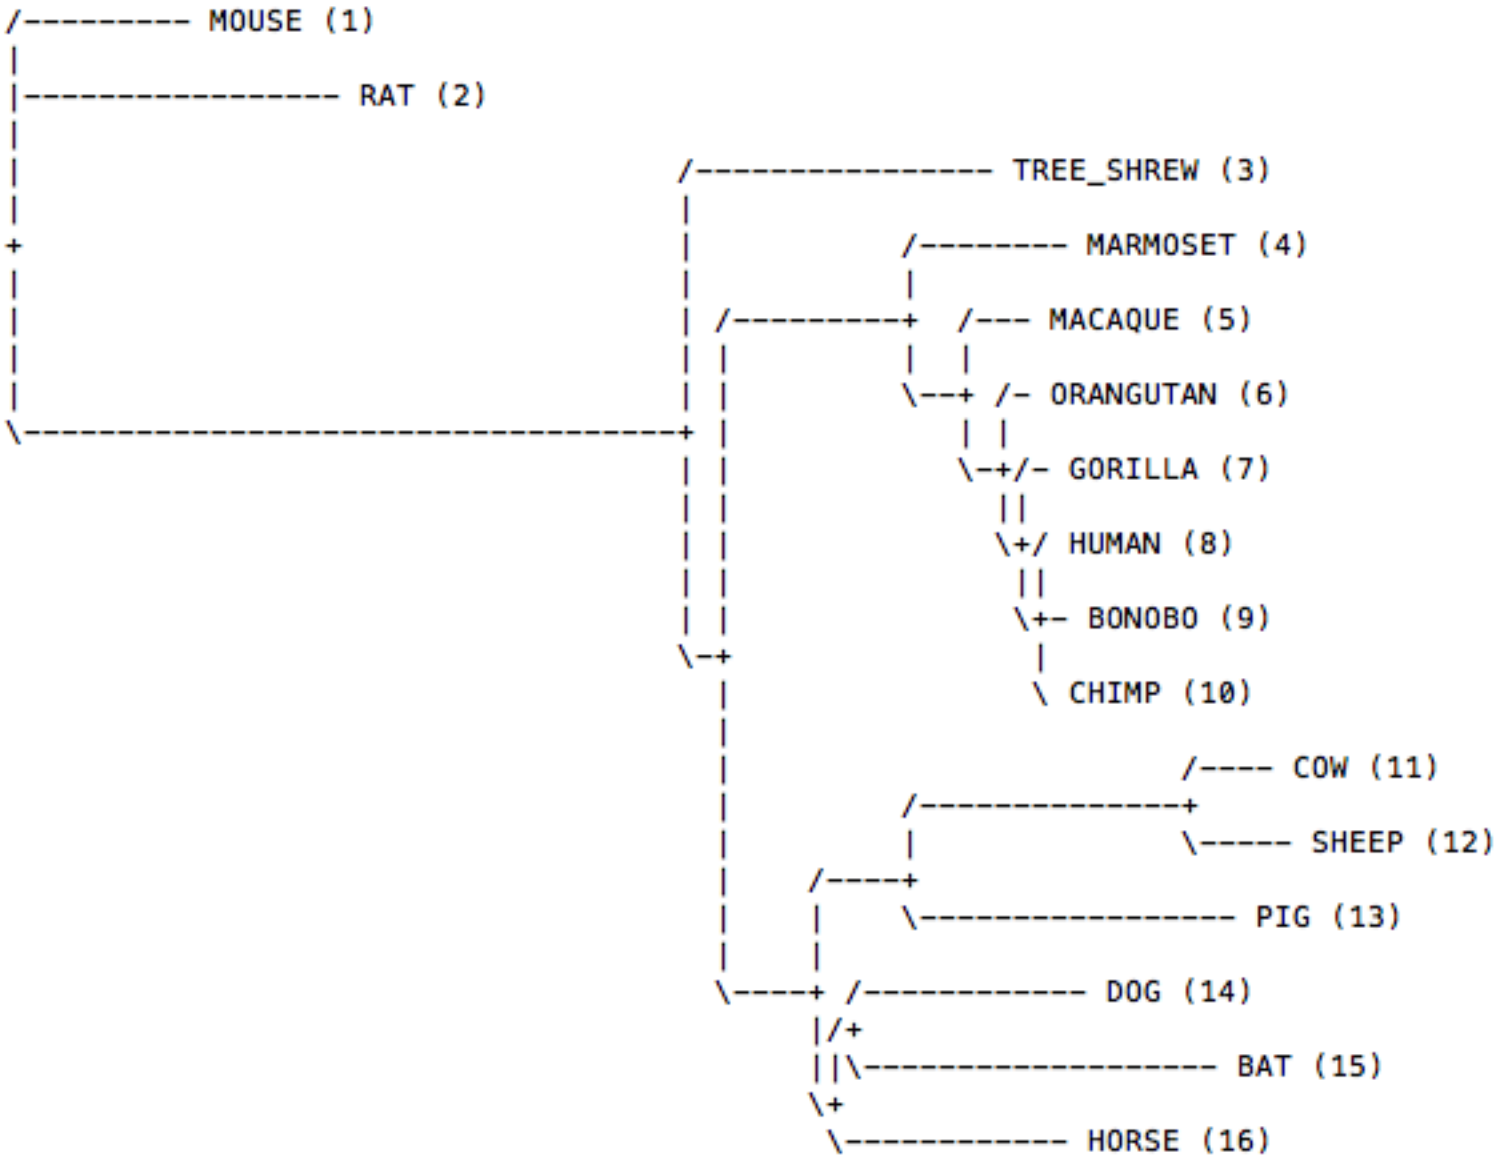 /--------- MOUSE (1)
|
|----------------- RAT (2)
|
|                                   /---------------- TREE_SHREW (3)
|                                   |
+                                   |           /-------- MARMOSET (4)
|                                   |           |
|                                   | /---------+  /--- MACAQUE (5)
|                                   | |         |  |
|                                   | |         \--+ /- ORANGUTAN (6)
\-----------------------------------+ |            | |
                                    | |            \-+/- GORILLA (7)
                                    | |              ||
                                    | |              \+/ HUMAN (8)
                                    | |               ||
                                    | |               \+- BONOBO (9)
                                    \-+                |
                                      |                \ CHIMP (10)
                                      |
                                      |                        /---- COW (11)
                                      |         /--------------+
                                      |         |              \----- SHEEP (12)
                                      |    /----+
                                      |    |    \----------------- PIG (13)
                                      |    |
                                      \----+ /------------ DOG (14)
                                           |/+
                                           ||\------------------- BAT (15)
                                           \+
                                            \------------ HORSE (16)